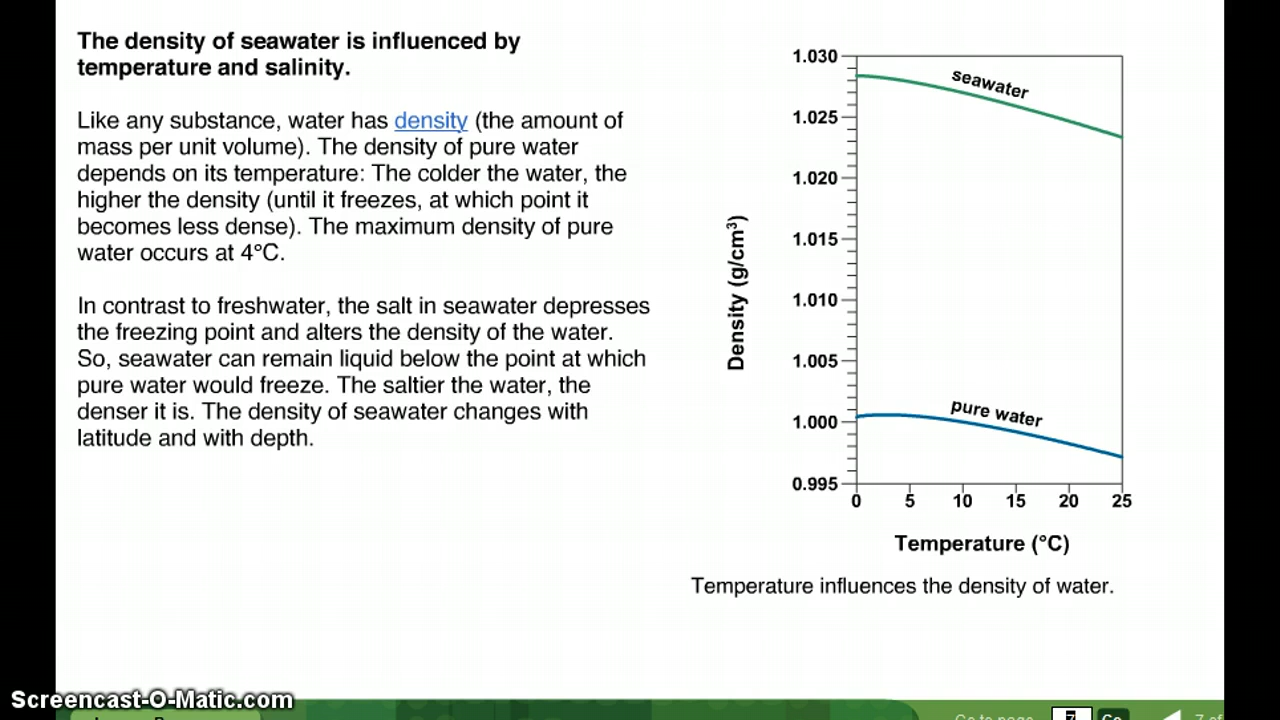 The density of seawater is influenced by
temperature and salinity.
Like any substance, water has density (the amount of
mass per unit volume). The density of pure water
depends on its temperature: The colder the water, the
higher the density (until it freezes, at which point it
becomes less dense). The maximum density of pure
water occurs at 4°C.
In contrast to freshwater, the salt in seawater depresses
the freezing point and alters the density of the water.
So, seawater can remain liquid below the point at which
pure water would freeze. The saltier the water, the
denser it is. The density of seawater changes with
latitude and with depth.
Density (g/cm³)
1.030
1.025
1.020
1.015
1.010
1.005
1.000
0.995
seawater
pure water
0 5 10 15 20 25
Temperature (°C)
Temperature influences the density of water.
Screencast-O-Matic.com
Go to page 7 Go 7 of